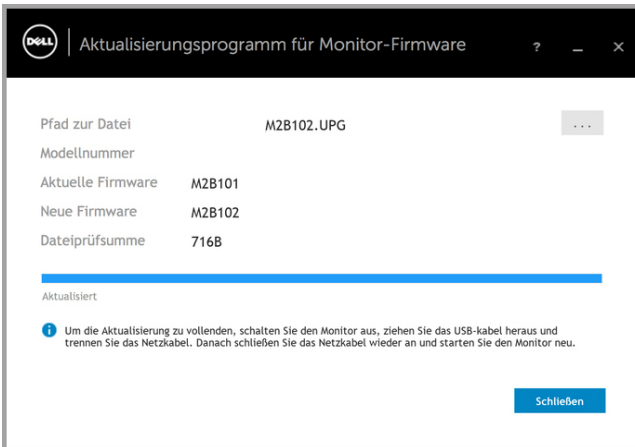 DELL
Aktualisierungsprogramm für Monitor-Firmware ? _ ×
Pfad zur Datei M2B102.UPG ...
Modellnummer
Aktuelle Firmware M2B101
Neue Firmware M2B102
Dateiprüfsumme 716B
Aktualisiert
Um die Aktualisierung zu vollenden, schalten Sie den Monitor aus, ziehen Sie das USB-kabel heraus und
trennen Sie das Netzkabel. Danach schließen Sie das Netzkabel wieder an und starten Sie den Monitor neu.
Schließen